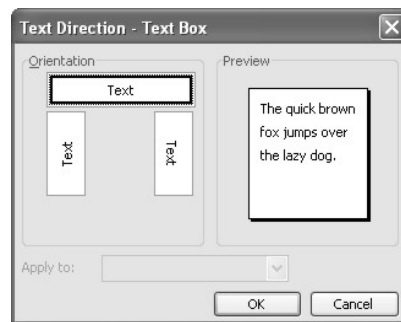 Text Direction - Text Box
Orientation
Text
Text
Text
Preview
The quick brown
fox jumps over
the lazy dog.
Apply to:
OK
Cancel